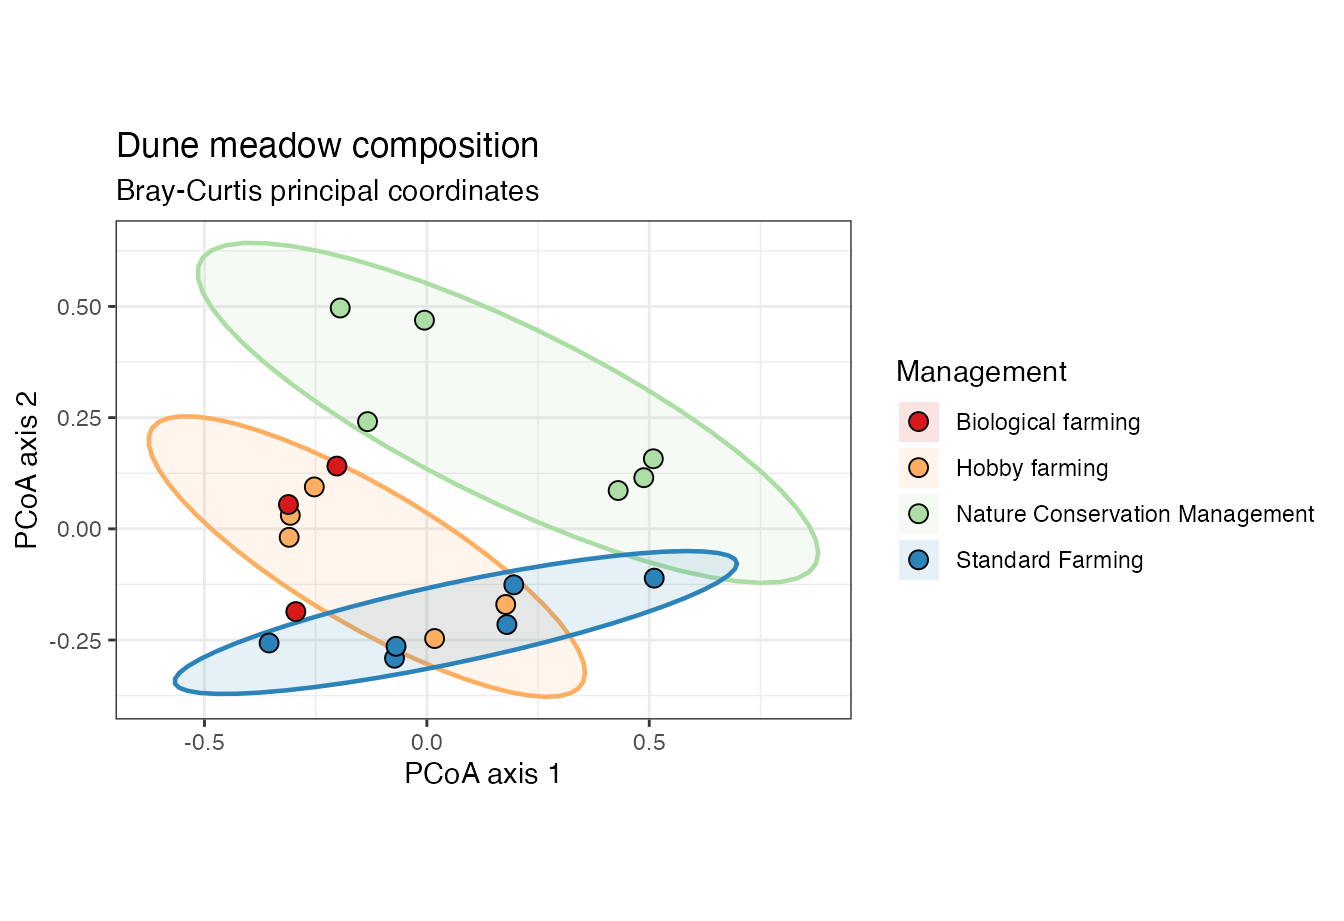 Dune meadow composition
Bray-Curtis principal coordinates
PCoA axis 2
0.50
0.25
0.00
-0.25
-0.5
0.0
0.5
PCoA axis 1
Management
Biological farming
Hobby farming
Nature Conservation Management
Standard Farming